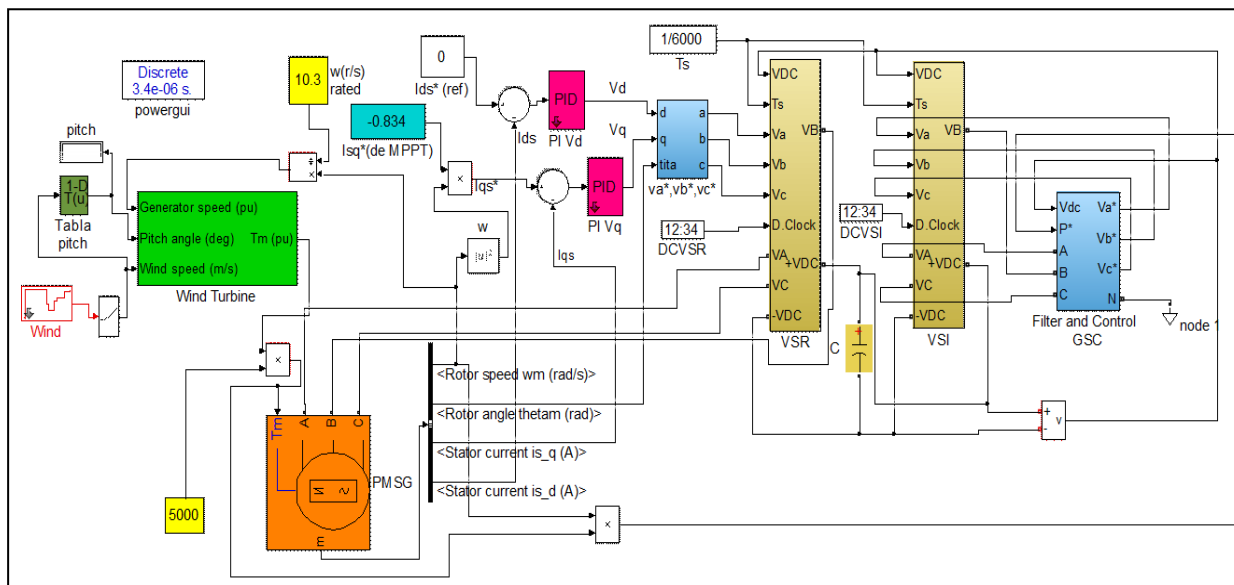 Discrete
3.4e-06 s.
powergui
10.3
w(r/s)
rated
0
Ids* (ref)
-0.834
Isq*(de MPPT)
PID
PI Vd
Vd
Ids
Iqs*
PID
PI Vq
Vq
Iqs
d
q
tita
a
b
c
va*,vb*,vc*
1/6000
Ts
12:34
DCVSR
VDC
Ts
Va
Vb
Vc
D.Clock
VA
VC
-VDC
VB
+VDC
VSR
12:34
DCVSI
VDC
Ts
Va
Vb
Vc
D.Clock
VA
VC
-VDC
VB
+VDC
VSI
Vdc
P*
A
B
C
Va*
Vb*
Vc*
N
Filter and Control
GSC
node 1
pitch
1-D
T(u)
Tabla
pitch
Generator speed (pu)
Pitch angle (deg)
Wind speed (m/s)
Tm (pu)
Wind Turbine
Wind
÷
×
×
w
|u|²
×
5000
Tm
A
B
C
m
PMSG
<Rotor speed wm (rad/s)>
<Rotor angle thetam (rad)>
<Stator current is_q (A)>
<Stator current is_d (A)>
×
C
+
+
-
v